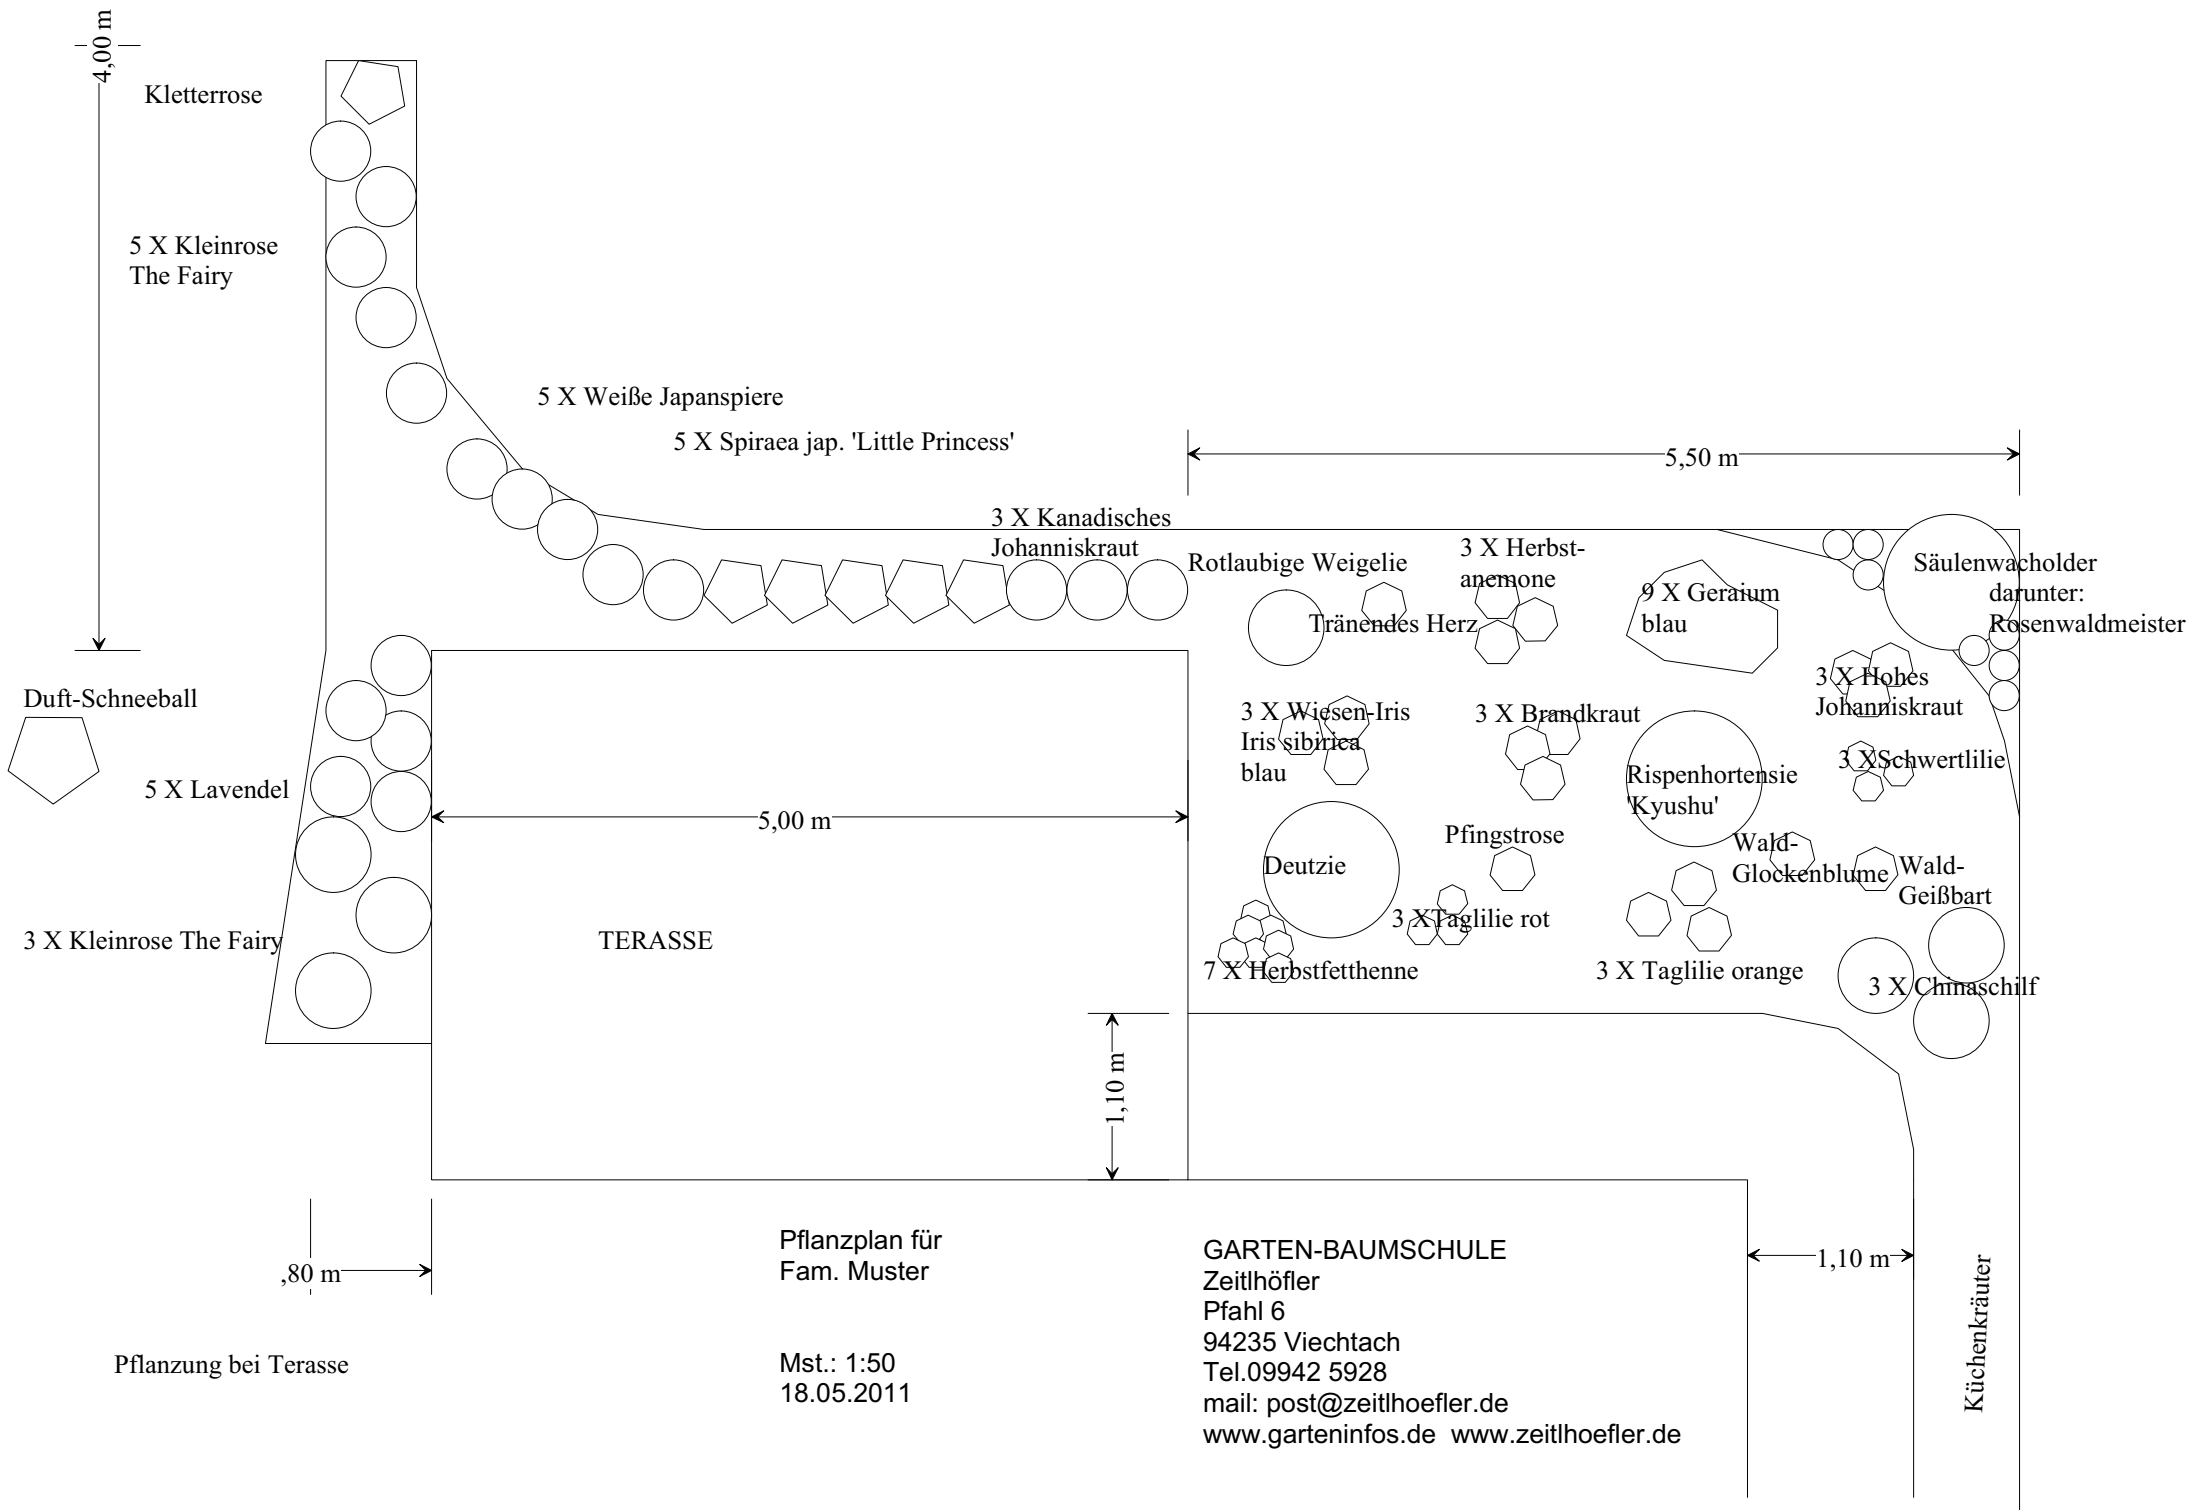 4,00 m
Kletterrose
5 X Kleinrose
The Fairy
5 X Weiße Japanspiere
5 X Spiraea jap. 'Little Princess'
5,50 m
3 X Kanadisches
Johanniskraut
Rotlaubige Weigelie
3 X Herbst-
anemone
Tränendes Herz
9 X Geraium
blau
Säulenwacholder
darunter:
Rosenwaldmeister
3 X Hohes
Johanniskraut
Duft-Schneeball
3 X Wiesen-Iris
Iris sibiriea
blau
3 X Brandkraut
Rispenhortensie
'Kyushu'
3 XSchwertlilie
5 X Lavendel
5,00 m
Pfingstrose
Wald-
Glockenblume
Wald-
Geißbart
Deutzie
3 XTaglilie rot
3 X Kleinrose The Fairy
TERASSE
7 X Herbstfetthenne
3 X Taglilie orange
3 X Chinaschilf
1,10 m
,80 m
1,10 m
Küchenkräuter
Pflanzung bei Terasse
Pflanzplan für
Fam. Muster
Mst.: 1:50
18.05.2011
GARTEN-BAUMSCHULE
Zeitlhöfler
Pfahl 6
94235 Viechtach
Tel.09942 5928
mail: post@zeitlhoefler.de
www.garteninfos.de www.zeitlhoefler.de